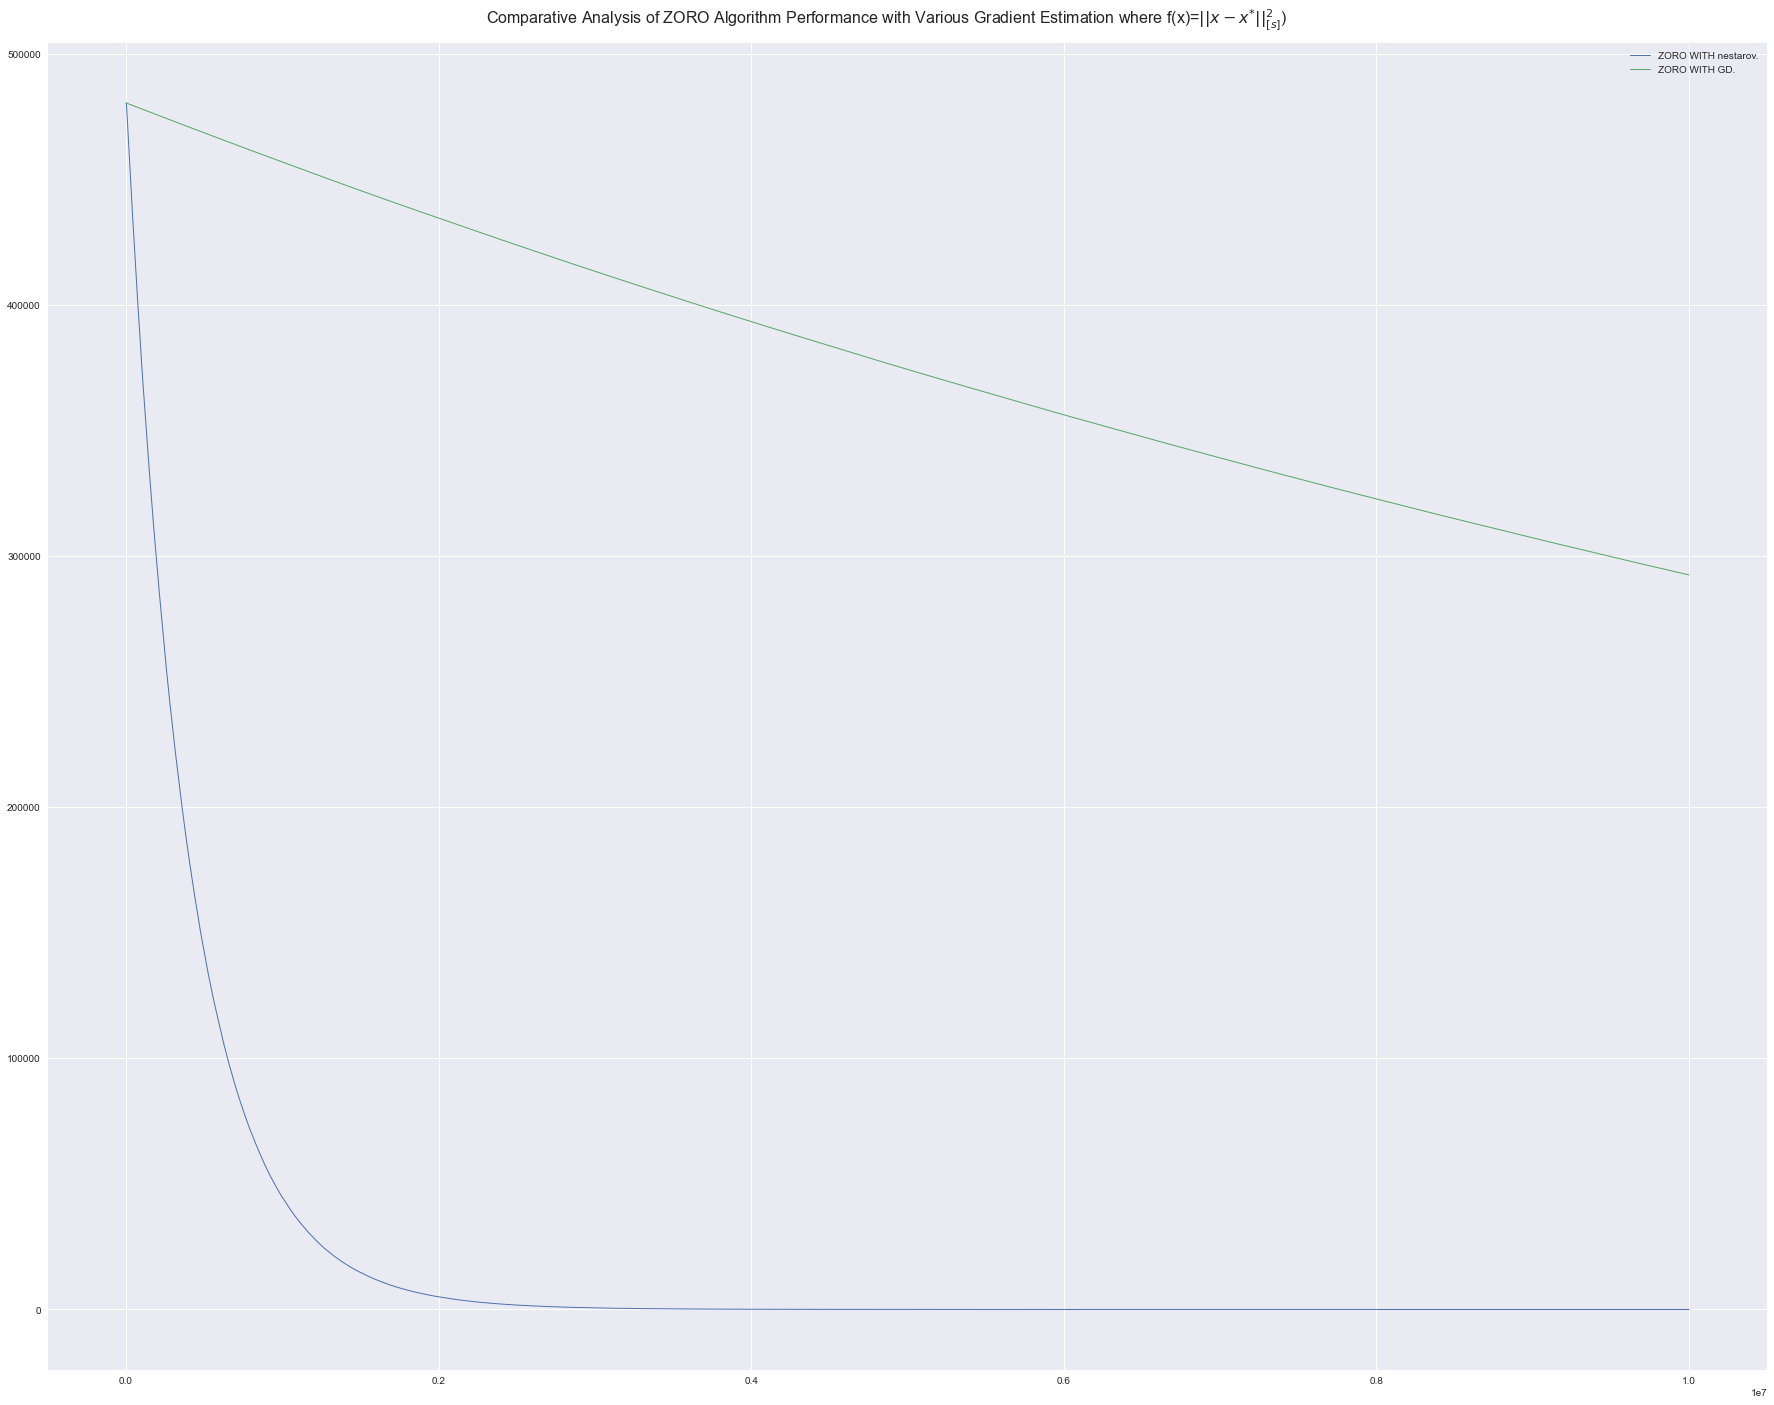 Comparative Analysis of ZORO Algorithm Performance with Various Gradient Estimation where f(x)=||x − x*||²[s])
500000
ZORO WITH nestarov.
ZORO WITH GD.
400000
300000
200000
100000
0
0.0 0.2 0.4 0.6 0.8 1.0
1e7